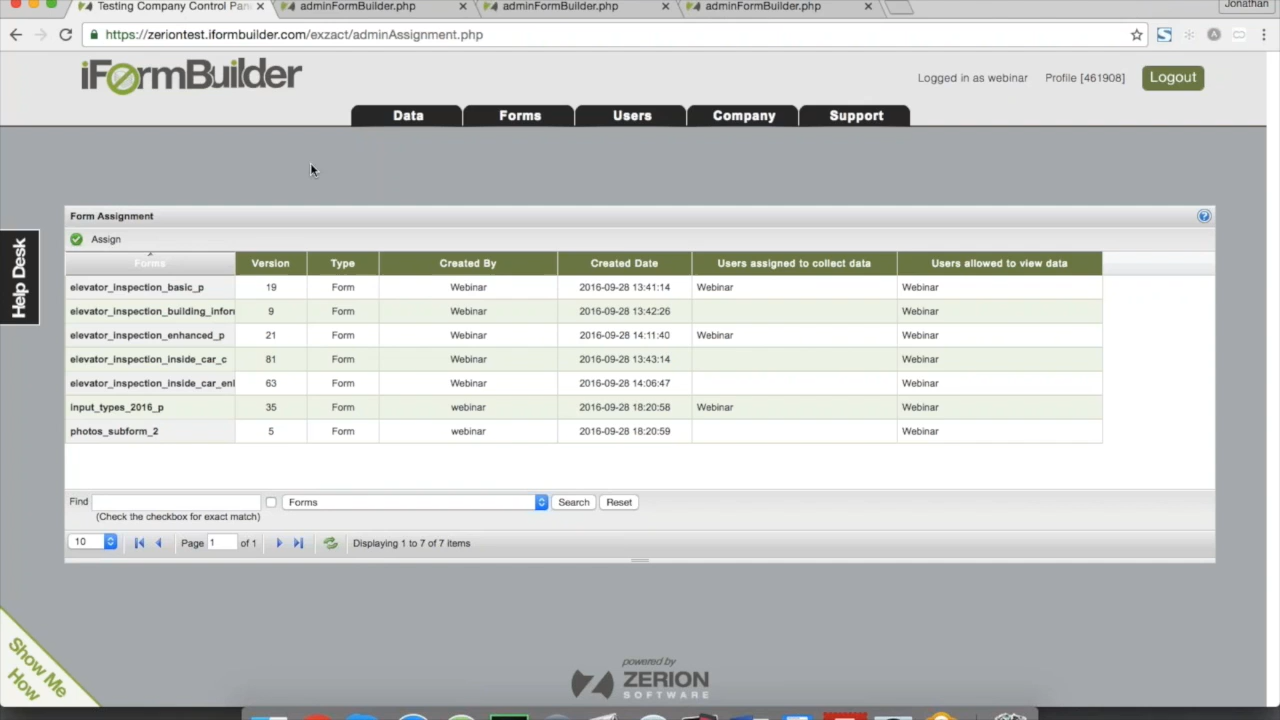 Testing Company Control Pan × adminFormBuilder.php × adminFormBuilder.php × adminFormBuilder.php × Jonathan
https://zeriontest.iformbuilder.com/exzact/adminAssignment.php
iFormBuilder Logged in as webinar Profile [461908] Logout
Data Forms Users Company Support
Form Assignment
Assign
Forms Version Type Created By Created Date Users assigned to collect data Users allowed to view data
elevator_inspection_basic_p 19 Form Webinar 2016-09-28 13:41:14 Webinar Webinar
elevator_inspection_building_infor 9 Form Webinar 2016-09-28 13:42:26 Webinar
elevator_inspection_enhanced_p 21 Form Webinar 2016-09-28 14:11:40 Webinar Webinar
elevator_inspection_inside_car_c 81 Form Webinar 2016-09-28 13:43:14 Webinar
elevator_inspection_inside_car_enl 63 Form Webinar 2016-09-28 14:06:47 Webinar
input_types_2016_p 35 Form webinar 2016-09-28 18:20:58 Webinar Webinar
photos_subform_2 5 Form webinar 2016-09-28 18:20:59 Webinar
Find Forms Search Reset
(Check the checkbox for exact match)
10 Page 1 of 1 Displaying 1 to 7 of 7 items
Help Desk
Show Me
How
powered by
ZERION
SOFTWARE